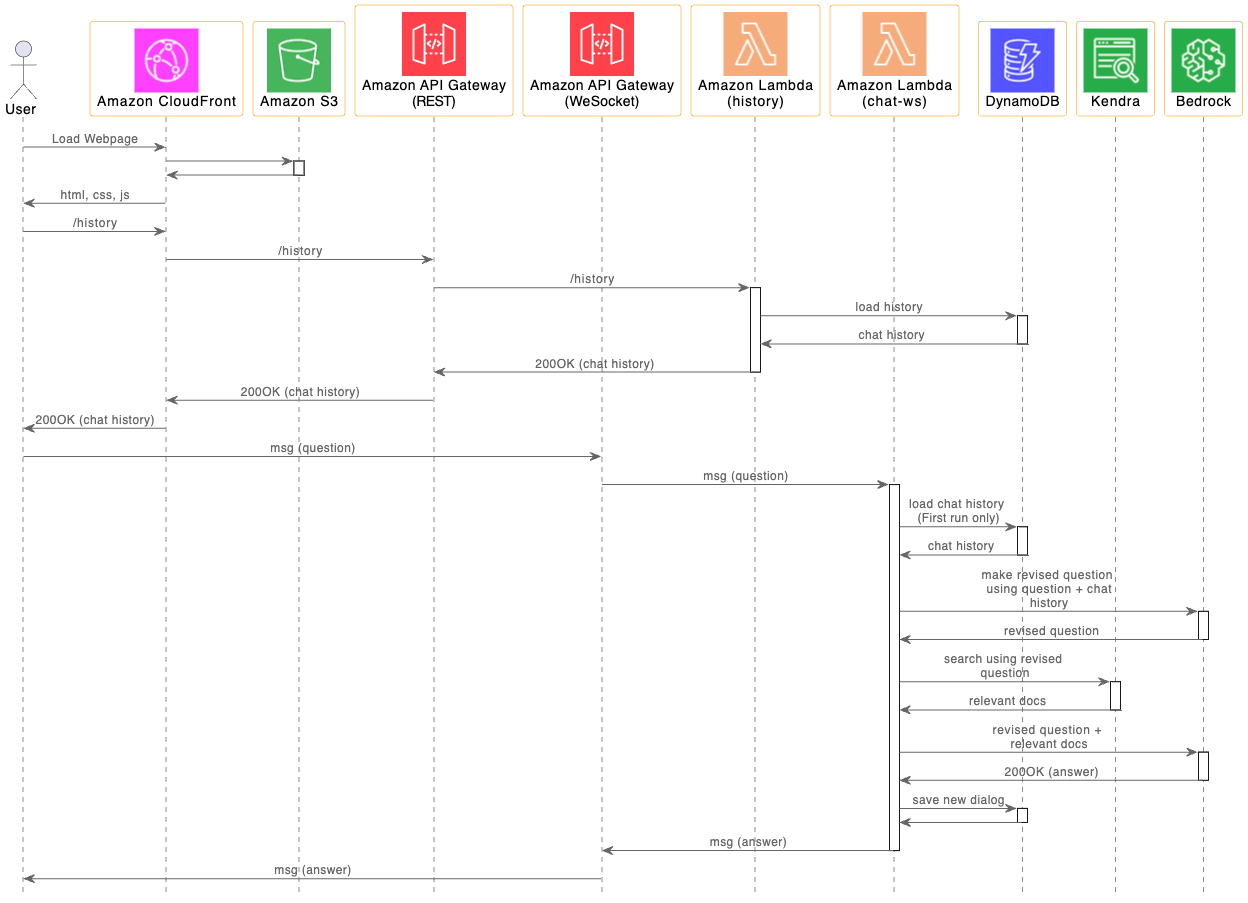 User
Amazon CloudFront
Amazon S3
Amazon API Gateway
(REST)
Amazon API Gateway
(WeSocket)
Amazon Lambda
(history)
Amazon Lambda
(chat-ws)
DynamoDB
Kendra
Bedrock
Load Webpage
html, css, js
/history
/history
/history
load history
chat history
200OK (chat history)
200OK (chat history)
200OK (chat history)
msg (question)
msg (question)
load chat history
(First run only)
chat history
make revised question
using question + chat
history
revised question
search using revised
question
relevant docs
revised question +
relevant docs
200OK (answer)
save new dialog
msg (answer)
msg (answer)